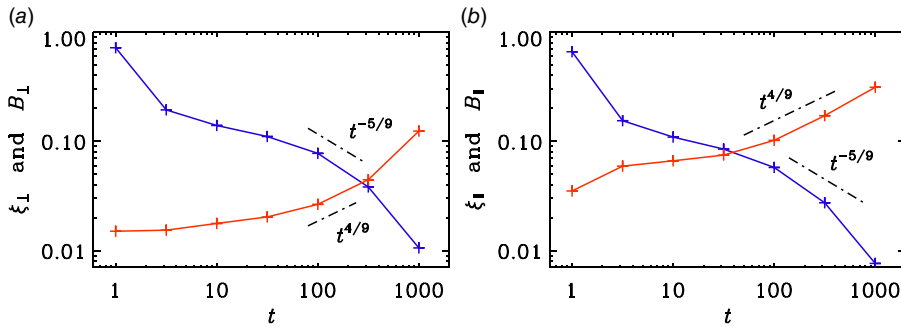 (a)
1.00
0.10
0.01
ξ⊥ and B⊥
t^{-5/9}
t^{4/9}
1 10 100 1000
t
(b)
1.00
0.10
0.01
ξ∥ and B∥
t^{4/9}
t^{-5/9}
1 10 100 1000
t